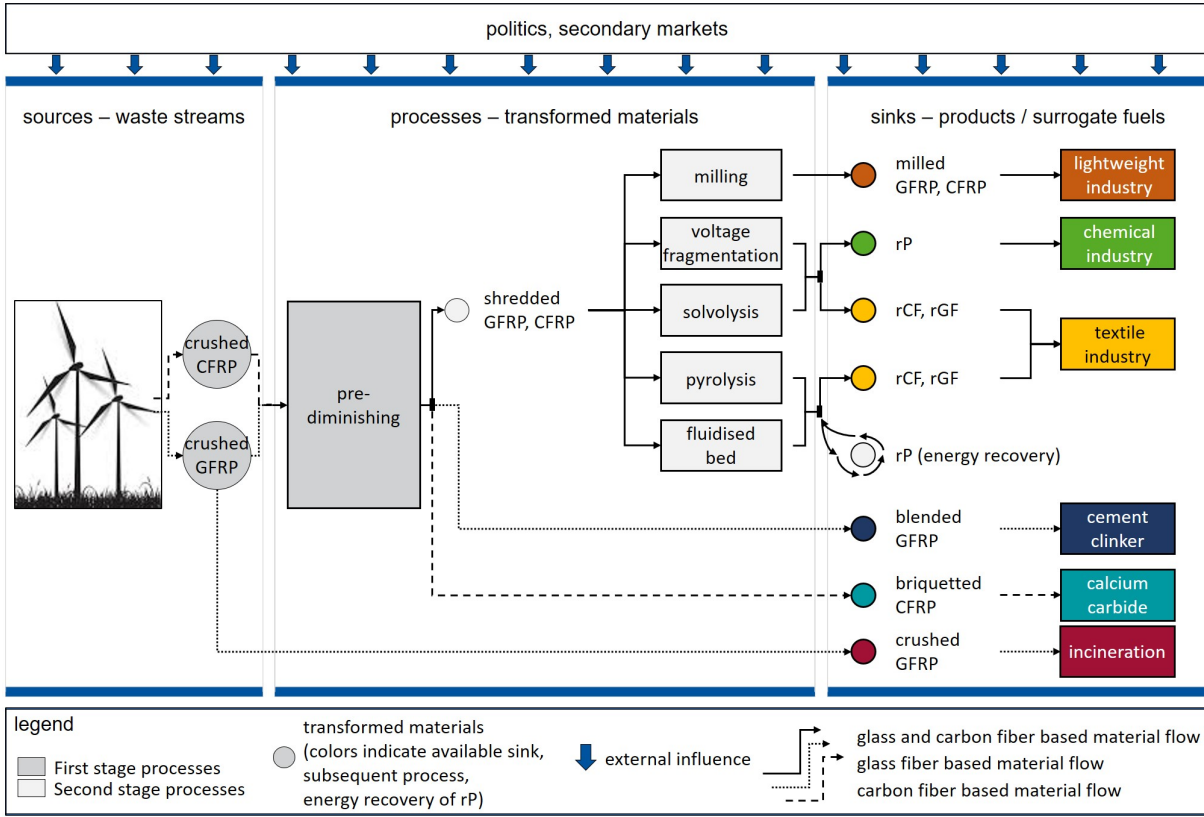 politics, secondary markets
sources – waste streams
processes – transformed materials
sinks – products / surrogate fuels
crushed
CFRP
crushed
GFRP
pre-
diminishing
shredded
GFRP, CFRP
milling
voltage
fragmentation
solvolysis
pyrolysis
fluidised
bed
milled
GFRP, CFRP
lightweight
industry
rP
chemical
industry
rCF, rGF
textile
industry
rCF, rGF
rP (energy recovery)
blended
GFRP
cement
clinker
briquetted
CFRP
calcium
carbide
crushed
GFRP
incineration
legend
First stage processes
Second stage processes
transformed materials
(colors indicate available sink,
subsequent process,
energy recovery of rP)
external influence
glass and carbon fiber based material flow
glass fiber based material flow
carbon fiber based material flow